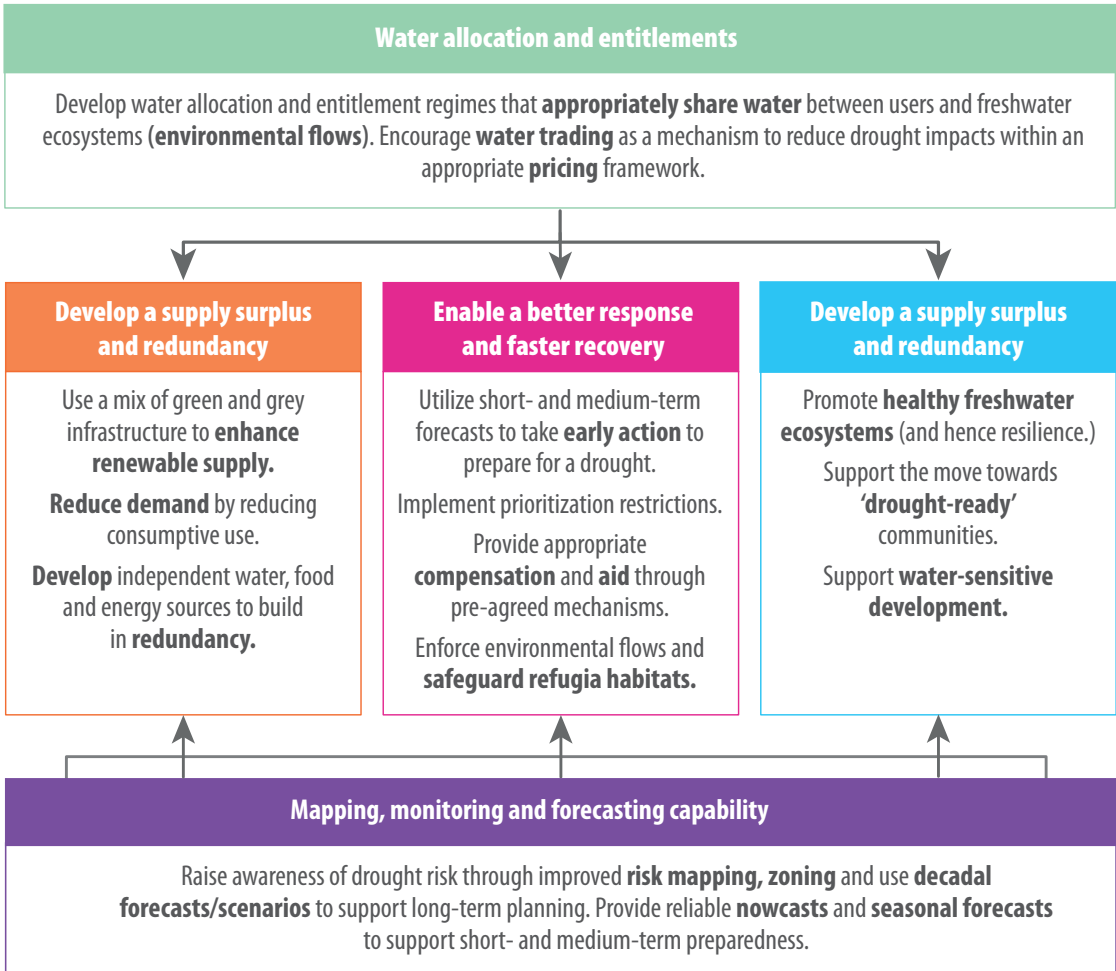 Water allocation and entitlements
Develop water allocation and entitlement regimes that appropriately share water between users and freshwater
ecosystems (environmental flows). Encourage water trading as a mechanism to reduce drought impacts within an
appropriate pricing framework.
Develop a supply surplus
and redundancy
Use a mix of green and grey
infrastructure to enhance
renewable supply.
Reduce demand by reducing
consumptive use.
Develop independent water, food
and energy sources to build
in redundancy.
Enable a better response
and faster recovery
Utilize short- and medium-term
forecasts to take early action to
prepare for a drought.
Implement prioritization restrictions.
Provide appropriate
compensation and aid through
pre-agreed mechanisms.
Enforce environmental flows and
safeguard refugia habitats.
Develop a supply surplus
and redundancy
Promote healthy freshwater
ecosystems (and hence resilience.)
Support the move towards
‘drought-ready’
communities.
Support water-sensitive
development.
Mapping, monitoring and forecasting capability
Raise awareness of drought risk through improved risk mapping, zoning and use decadal
forecasts/scenarios to support long-term planning. Provide reliable nowcasts and seasonal forecasts
to support short- and medium-term preparedness.